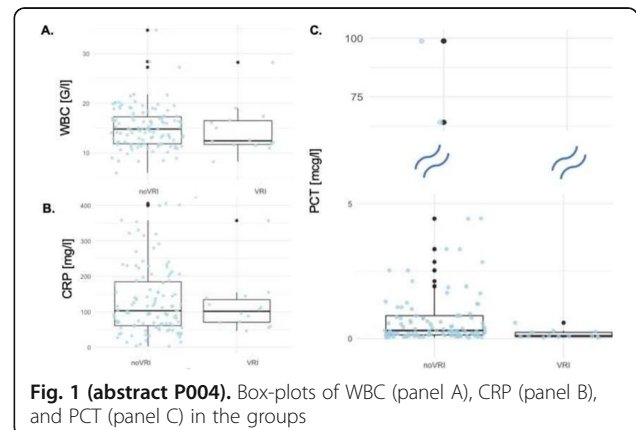 A.
WBC [G/l]
30
20
10
noVRI
VRI
B.
CRP [mg/l]
400
300
200
100
0
noVRI
VRI
C.
PCT [mcg/l]
100
75
5
0
noVRI
VRI
Fig. 1 (abstract P004). Box-plots of WBC (panel A), CRP (panel B),
and PCT (panel C) in the groups